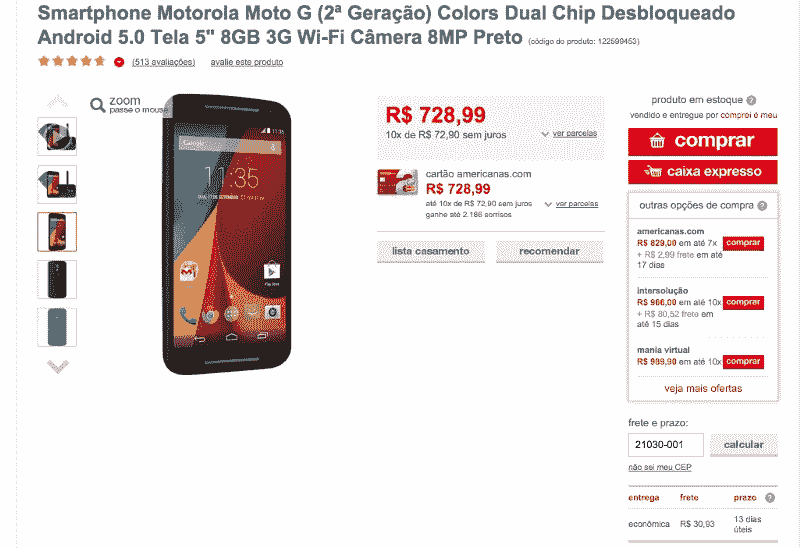 Smartphone Motorola Moto G (2ª Geração) Colors Dual Chip Desbloqueado
Android 5.0 Tela 5" 8GB 3G Wi-Fi Câmera 8MP Preto (código do produto: 122599453)
(513 avaliações) avalie este produto
zoom
passe o mouse
11:35
Google
11:35
Play Store
R$ 728,99
10x de R$ 72,90 sem juros
ver parcelas
cartão americanas.com
R$ 728,99
até 10x de R$ 72,90 sem juros
ver parcelas
ganhe até 2.186 sorrisos
lista casamento
recomendar
produto em estoque ?
vendido e entregue por comprei é meu
comprar
caixa expresso
outras opções de compra ?
americanas.com
R$ 829,00 em até 7x
+ R$ 2,99 frete em até
17 dias
comprar
intersolução
R$ 966,00 em até 10x
+ R$ 80,52 frete em
até 15 dias
comprar
mania virtual
R$ 989,90 em até 10x
comprar
veja mais ofertas
frete e prazo:
21030-001
calcular
não sei meu CEP
entrega frete prazo ?
econômica R$ 30,93 13 dias
úteis